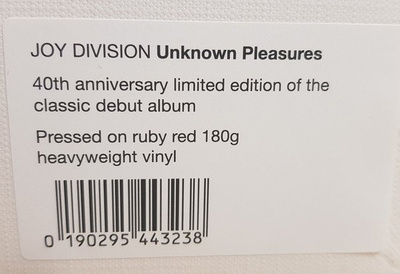 JOY DIVISION Unknown Pleasures
40th anniversary limited edition of the
classic debut album
Pressed on ruby red 180g
heavyweight vinyl
0 190295 443238